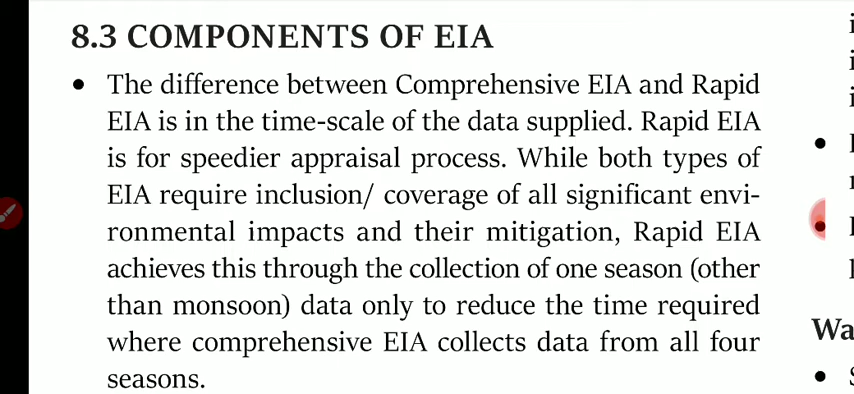 8.3 COMPONENTS OF EIA
• The difference between Comprehensive EIA and Rapid
EIA is in the time-scale of the data supplied. Rapid EIA
is for speedier appraisal process. While both types of
EIA require inclusion/ coverage of all significant envi-
ronmental impacts and their mitigation, Rapid EIA
achieves this through the collection of one season (other
than monsoon) data only to reduce the time required
where comprehensive EIA collects data from all four
seasons.
Wa